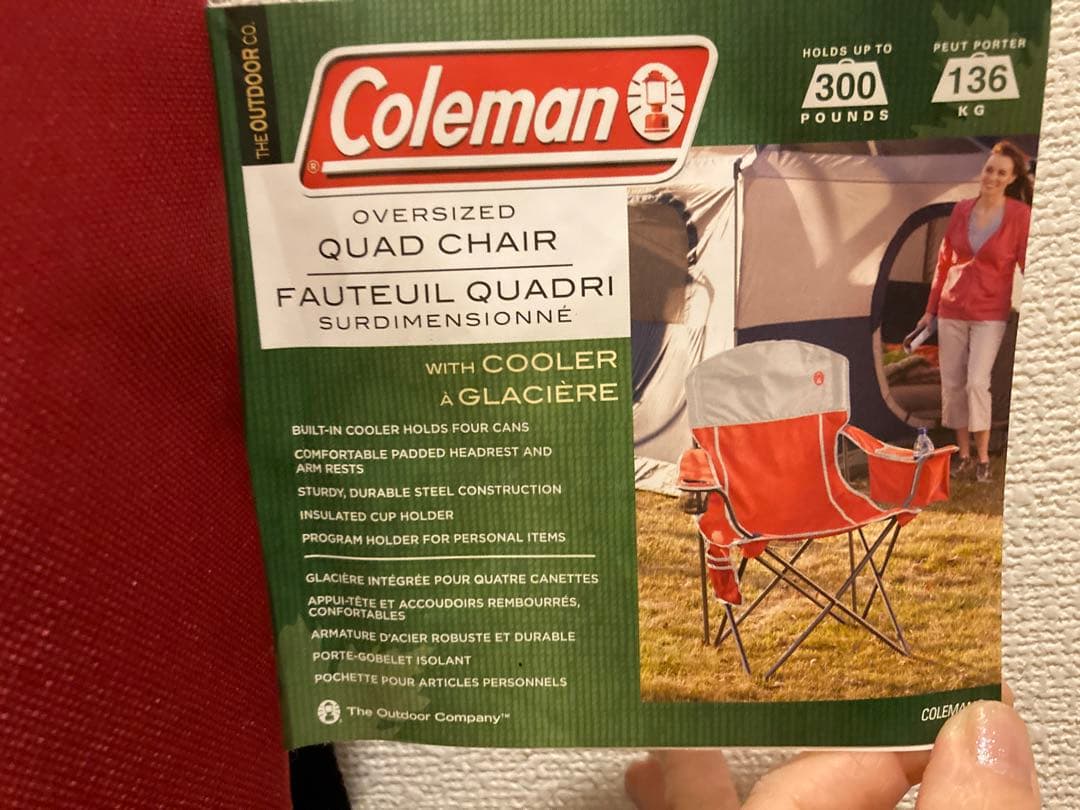 THE OUTDOOR CO.
Coleman
®
HOLDS UP TO
300
POUNDS
PEUT PORTER
136
KG
OVERSIZED
QUAD CHAIR
FAUTEUIL QUADRI
SURDIMENSIONNÉ
WITH COOLER
À GLACIÈRE
BUILT-IN COOLER HOLDS FOUR CANS
COMFORTABLE PADDED HEADREST AND
ARM RESTS
STURDY, DURABLE STEEL CONSTRUCTION
INSULATED CUP HOLDER
PROGRAM HOLDER FOR PERSONAL ITEMS
GLACIÈRE INTÉGRÉE POUR QUATRE CANETTES
APPUI-TÊTE ET ACCOUDOIRS REMBOURRÉS,
CONFORTABLES
ARMATURE D'ACIER ROBUSTE ET DURABLE
PORTE-GOBELET ISOLANT
POCHETTE POUR ARTICLES PERSONNELS
The Outdoor Company™